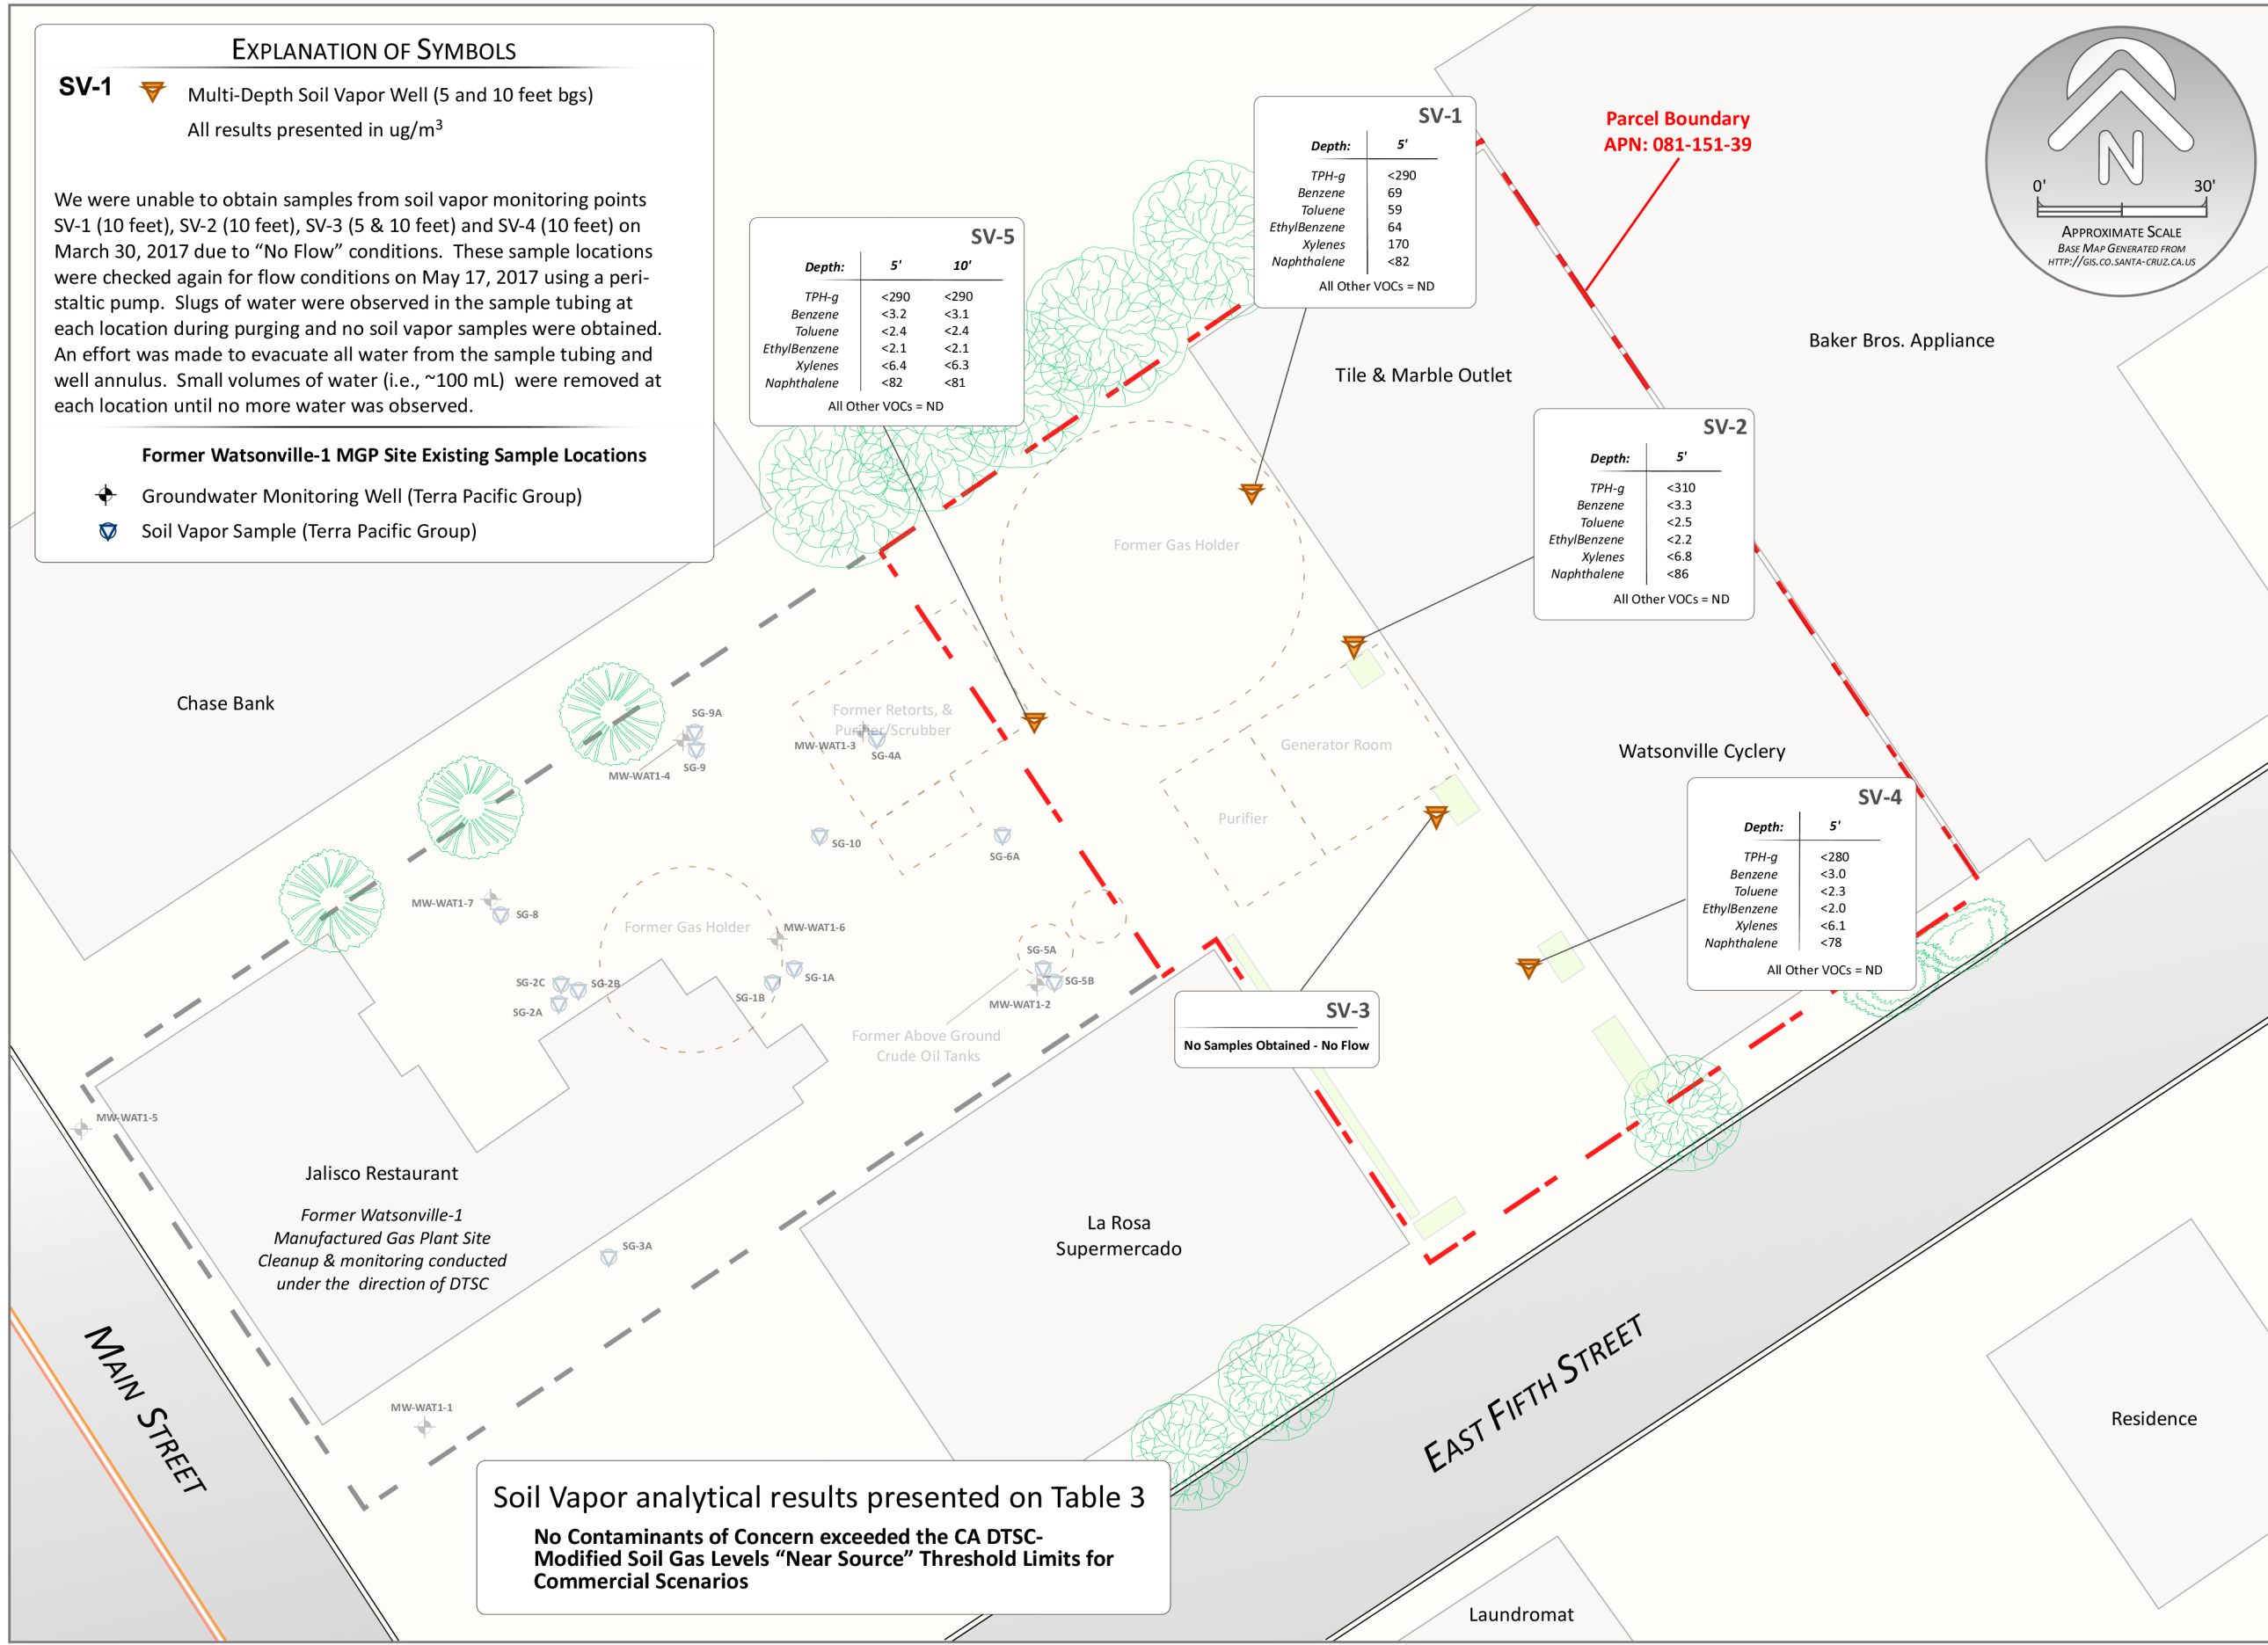 EXPLANATION OF SYMBOLS
SV-1
Multi-Depth Soil Vapor Well (5 and 10 feet bgs)
All results presented in ug/m³
We were unable to obtain samples from soil vapor monitoring points
SV-1 (10 feet), SV-2 (10 feet), SV-3 (5 & 10 feet) and SV-4 (10 feet) on
March 30, 2017 due to “No Flow” conditions. These sample locations
were checked again for flow conditions on May 17, 2017 using a peri-
staltic pump. Slugs of water were observed in the sample tubing at
each location during purging and no soil vapor samples were obtained.
An effort was made to evacuate all water from the sample tubing and
well annulus. Small volumes of water (i.e., ~100 mL) were removed at
each location until no more water was observed.
Former Watsonville-1 MGP Site Existing Sample Locations
Groundwater Monitoring Well (Terra Pacific Group)
Soil Vapor Sample (Terra Pacific Group)
SV-5
Depth: 5' 10'
TPH-g <290 <290
Benzene <3.2 <3.1
Toluene <2.4 <2.4
EthylBenzene <2.1 <2.1
Xylenes <6.4 <6.3
Naphthalene <82 <81
All Other VOCs = ND
SV-1
Depth: 5'
TPH-g <290
Benzene 69
Toluene 59
EthylBenzene 64
Xylenes 170
Naphthalene <82
All Other VOCs = ND
Parcel Boundary
APN: 081-151-39
N
0' 30'
APPROXIMATE SCALE
BASE MAP GENERATED FROM
HTTP://GIS.CO.SANTA-CRUZ.CA.US
Baker Bros. Appliance
Tile & Marble Outlet
SV-2
Depth: 5'
TPH-g <310
Benzene <3.3
Toluene <2.5
EthylBenzene <2.2
Xylenes <6.8
Naphthalene <86
All Other VOCs = ND
Former Gas Holder
Chase Bank
SG-9A
MW-WAT1-4
SG-9
Former Retorts, &
Purifier/Scrubber
MW-WAT1-3
SG-4A
Generator Room
Watsonville Cyclery
Purifier
SG-10
SG-6A
SV-4
Depth: 5'
TPH-g <280
Benzene <3.0
Toluene <2.3
EthylBenzene <2.0
Xylenes <6.1
Naphthalene <78
All Other VOCs = ND
MW-WAT1-7
SG-8
Former Gas Holder
MW-WAT1-6
SG-2C
SG-2B
SG-2A
SG-1A
SG-1B
SG-5A
SG-5B
MW-WAT1-2
Former Above Ground
Crude Oil Tanks
SV-3
No Samples Obtained - No Flow
MW-WAT1-5
Jalisco Restaurant
Former Watsonville-1
Manufactured Gas Plant Site
Cleanup & monitoring conducted
under the direction of DTSC
SG-3A
La Rosa
Supermercado
MAIN STREET
MW-WAT1-1
EAST FIFTH STREET
Residence
Soil Vapor analytical results presented on Table 3
No Contaminants of Concern exceeded the CA DTSC-
Modified Soil Gas Levels “Near Source” Threshold Limits for
Commercial Scenarios
Laundromat